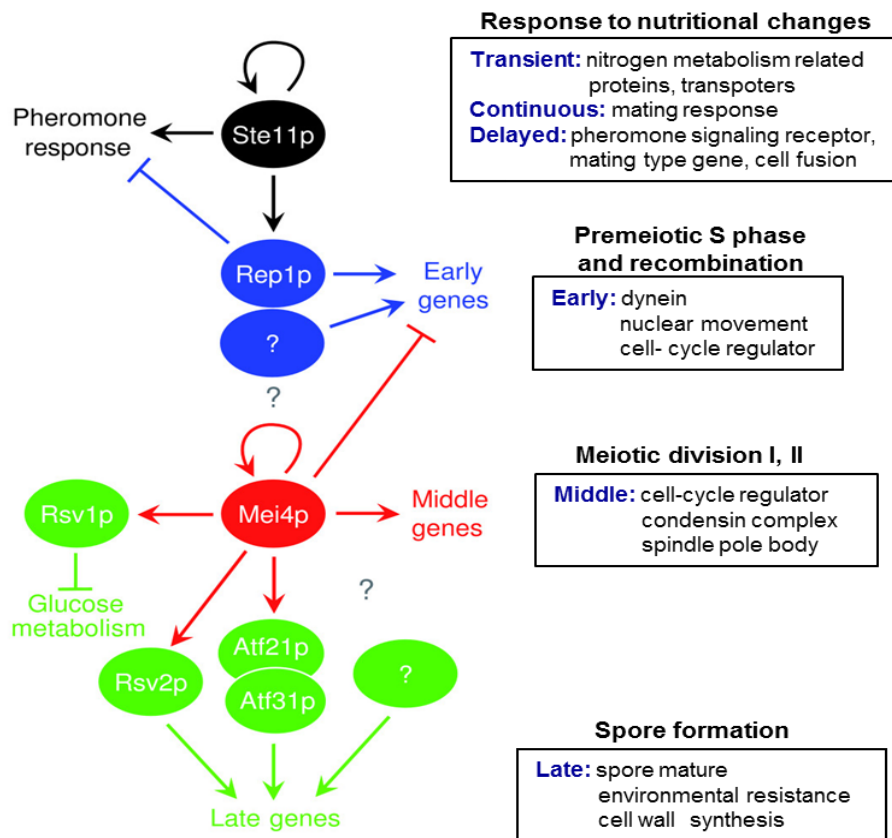 Response to nutritional changes
Transient: nitrogen metabolism related
proteins, transpoters
Continuous: mating response
Delayed: pheromone signaling receptor,
mating type gene, cell fusion
Pheromone
response
Ste11p
Rep1p
?
Early
genes
?
Premeiotic S phase
and recombination
Early: dynein
nuclear movement
cell- cycle regulator
Rsv1p
Mei4p
Middle
genes
Meiotic division I, II
Middle: cell-cycle regulator
condensin complex
spindle pole body
Glucose
metabolism
?
Rsv2p
Atf21p
Atf31p
?
Late genes
Spore formation
Late: spore mature
environmental resistance
cell wall synthesis